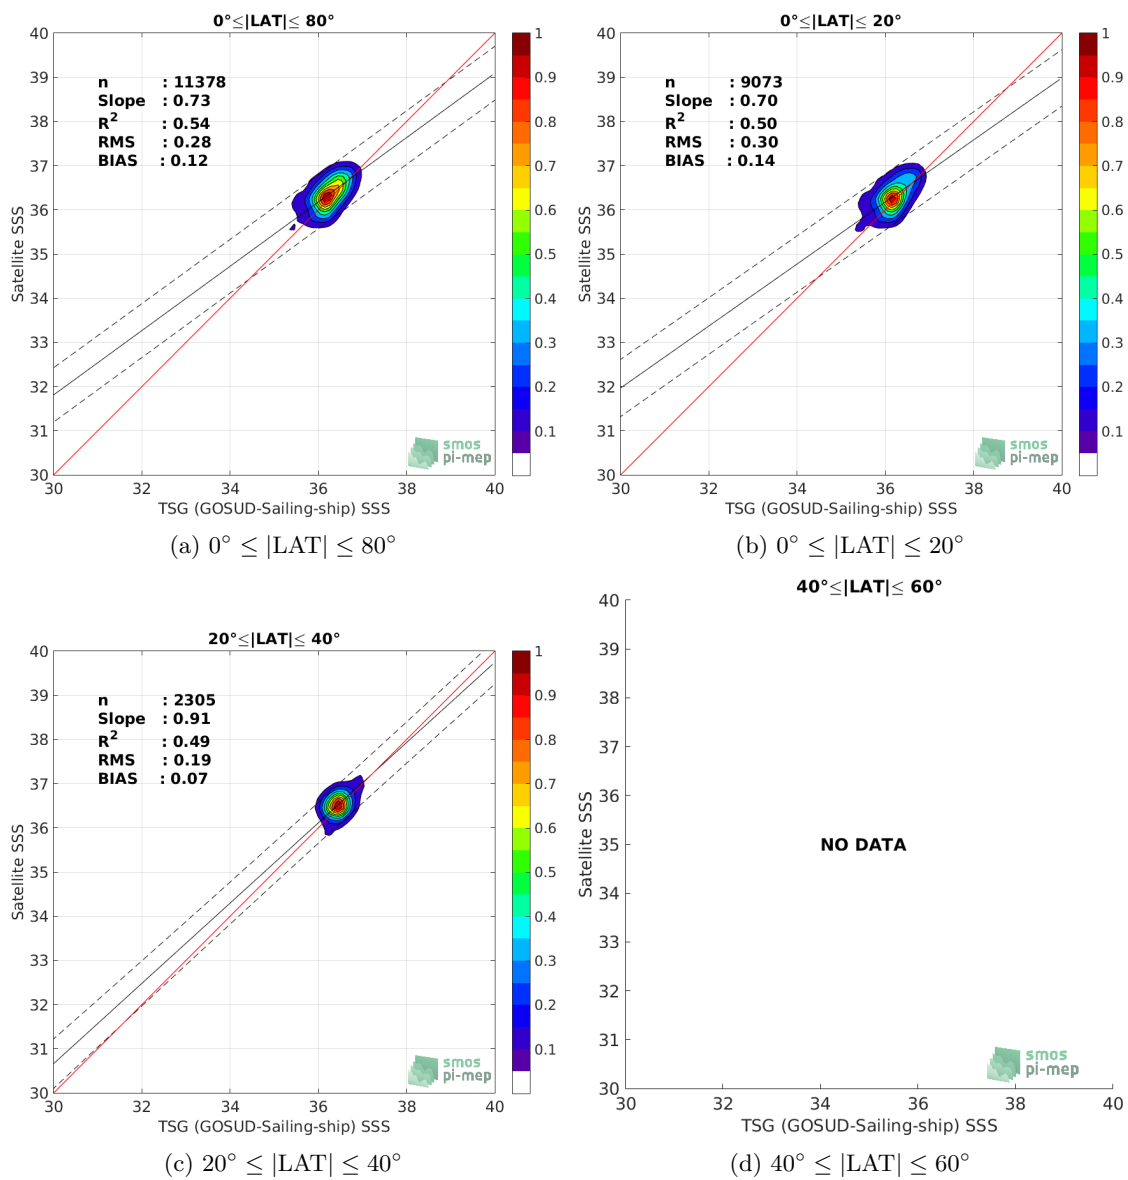 0°≤|LAT|≤ 80°
40
39
38
37
36
35
34
33
32
31
30
Satellite SSS
n : 11378
Slope : 0.73
R² : 0.54
RMS : 0.28
BIAS : 0.12
smos
pi-mep
30 32 34 36 38 40
TSG (GOSUD-Sailing-ship) SSS
1
0.9
0.8
0.7
0.6
0.5
0.4
0.3
0.2
0.1
(a) 0° ≤ |LAT| ≤ 80°
0°≤|LAT|≤ 20°
40
39
38
37
36
35
34
33
32
31
30
Satellite SSS
n : 9073
Slope : 0.70
R² : 0.50
RMS : 0.30
BIAS : 0.14
smos
pi-mep
30 32 34 36 38 40
TSG (GOSUD-Sailing-ship) SSS
1
0.9
0.8
0.7
0.6
0.5
0.4
0.3
0.2
0.1
(b) 0° ≤ |LAT| ≤ 20°
20°≤|LAT|≤ 40°
40
39
38
37
36
35
34
33
32
31
30
Satellite SSS
n : 2305
Slope : 0.91
R² : 0.49
RMS : 0.19
BIAS : 0.07
smos
pi-mep
30 32 34 36 38 40
TSG (GOSUD-Sailing-ship) SSS
1
0.9
0.8
0.7
0.6
0.5
0.4
0.3
0.2
0.1
(c) 20° ≤ |LAT| ≤ 40°
40°≤|LAT|≤ 60°
40
39
38
37
36
35
34
33
32
31
30
Satellite SSS
NO DATA
smos
pi-mep
30 32 34 36 38 40
TSG (GOSUD-Sailing-ship) SSS
(d) 40° ≤ |LAT| ≤ 60°